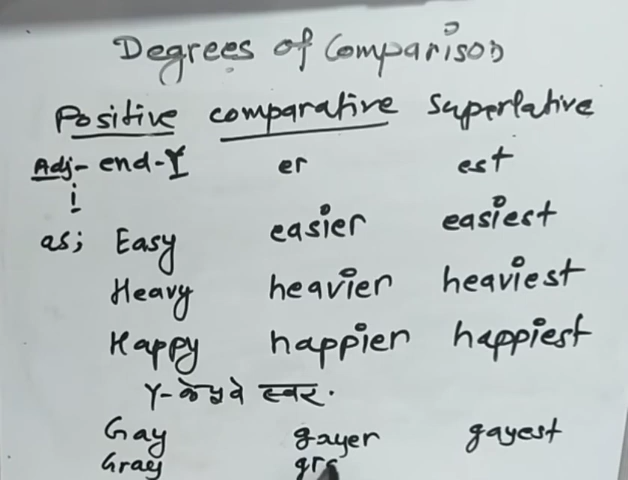 Degrees of Comparison
Positive comparative Superlative
Adj- end-Y er est
i
as; Easy easier easiest
Heavy heavier heaviest
Happy happier happiest
Y- के पूर्व स्वर.
Gay gayer gayest
Gray gra